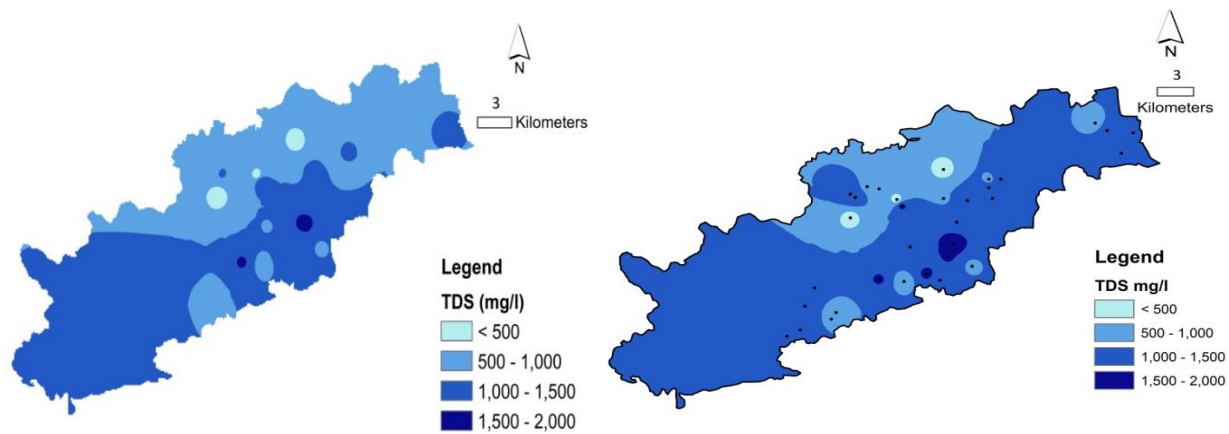 N
3
Kilometers
Legend
TDS (mg/l)
< 500
500 - 1,000
1,000 - 1,500
1,500 - 2,000
N
3
Kilometers
Legend
TDS mg/l
< 500
500 - 1,000
1,000 - 1,500
1,500 - 2,000